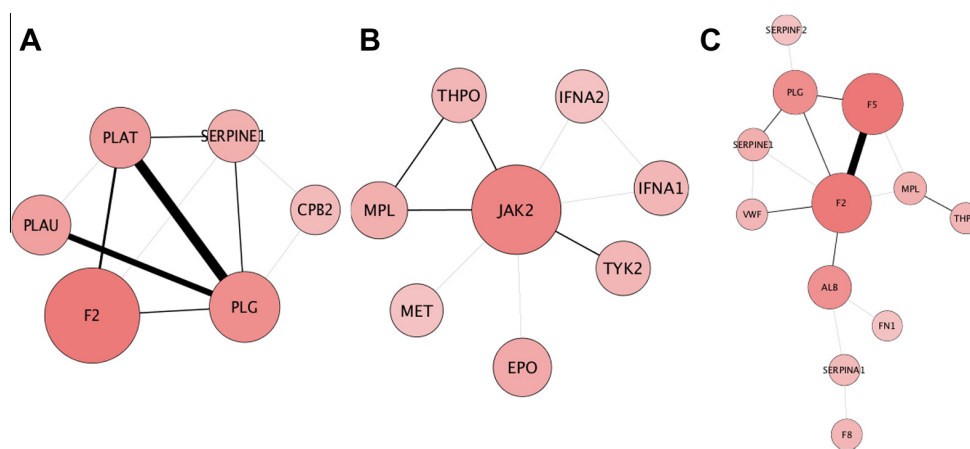 A
PLAT
SERPINE1
PLAU
CPB2
F2
PLG
B
THPO
IFNA2
MPL
JAK2
IFNA1
TYK2
MET
EPO
C
SERPINF2
PLG
F5
SERPINE1
MPL
F2
VWF
THP
ALB
FN1
SERPINA1
F8